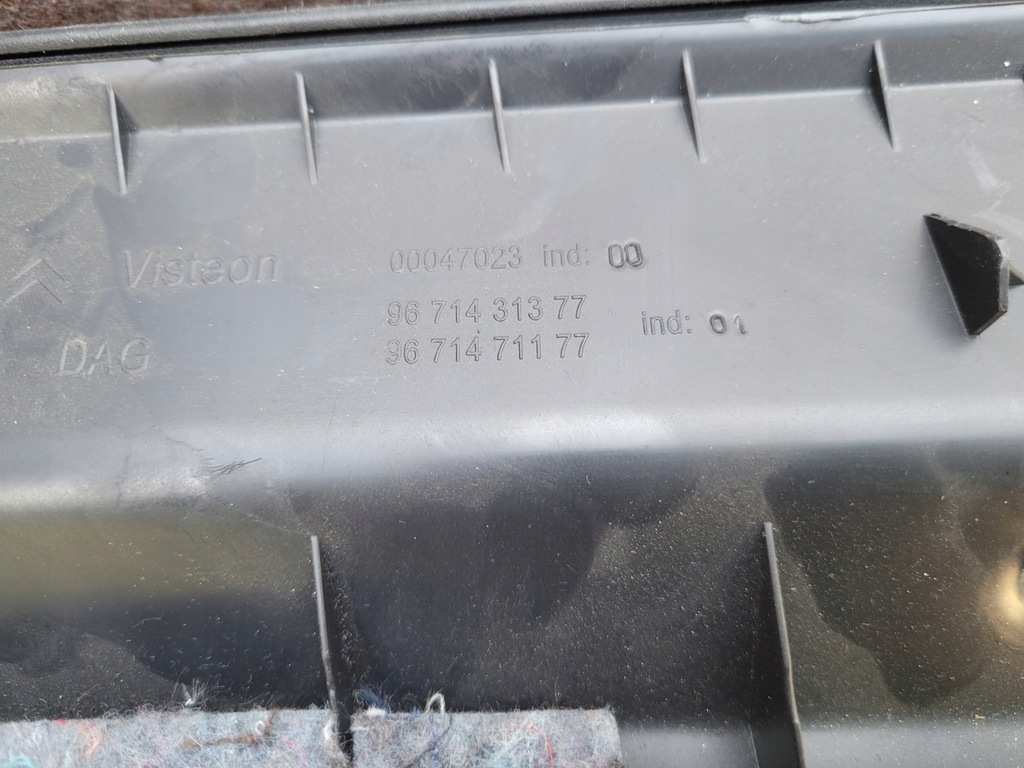 Visteon 00047023 ind: 00
96 714 313 77
96 714 711 77
ind: 01
DAG